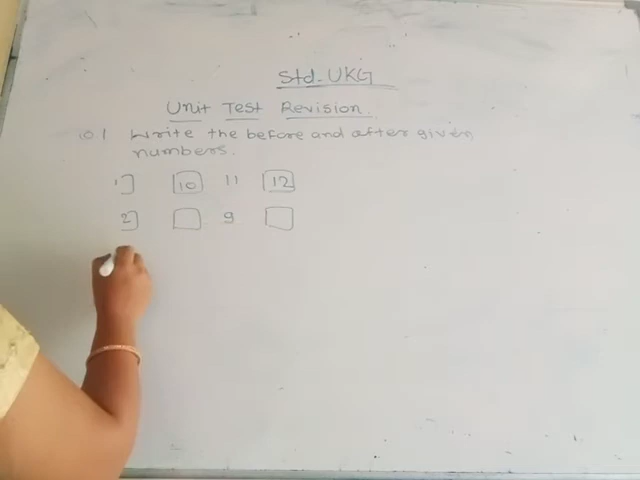 Std. UKG
Unit Test Revision.
Q1 Write the before and after given
numbers.
1] 10 11 12
2] 9